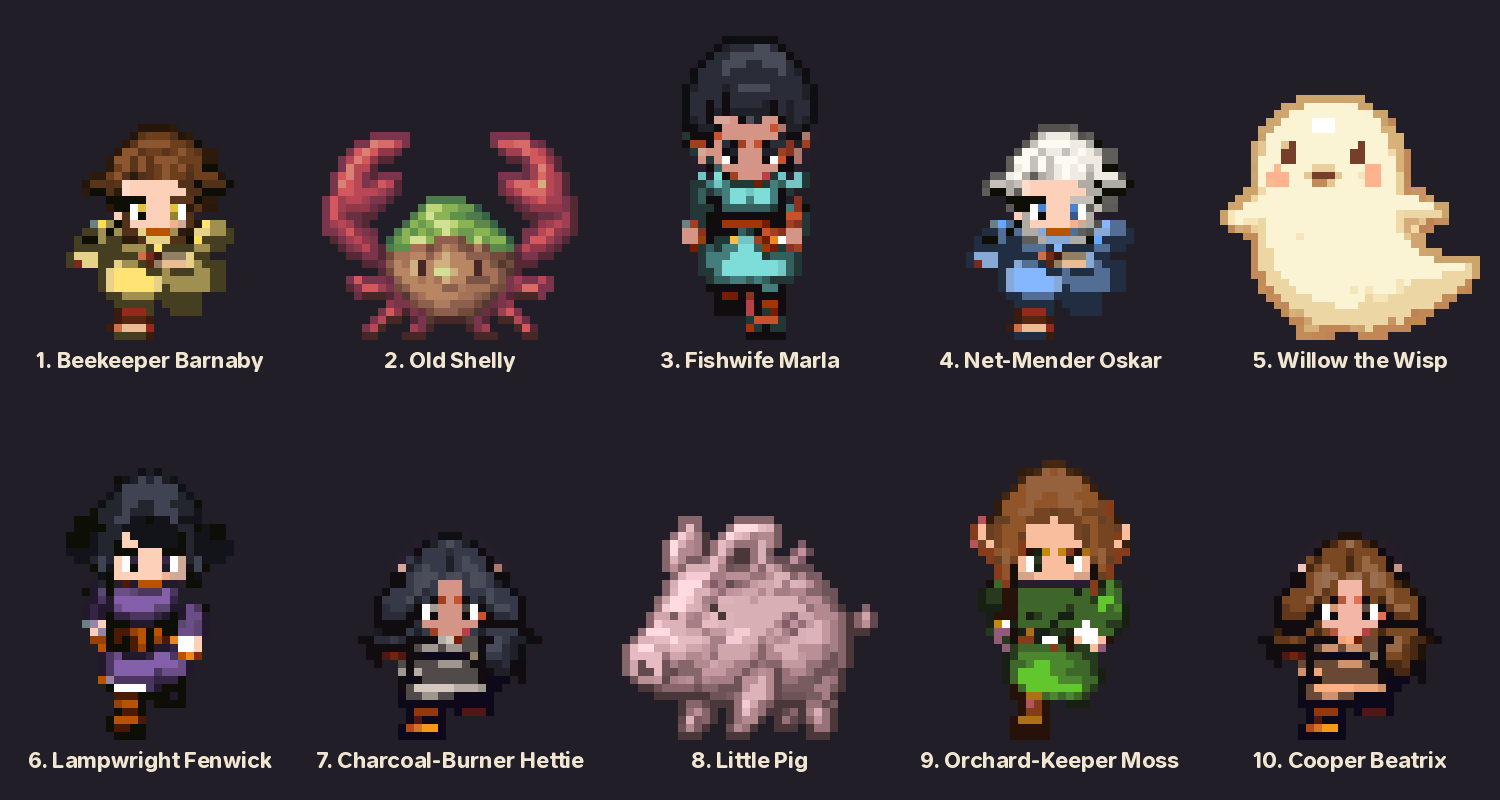 1. Beekeeper Barnaby
2. Old Shelly
3. Fishwife Marla
4. Net-Mender Oskar
5. Willow the Wisp
6. Lampwright Fenwick
7. Charcoal-Burner Hettie
8. Little Pig
9. Orchard-Keeper Moss
10. Cooper Beatrix